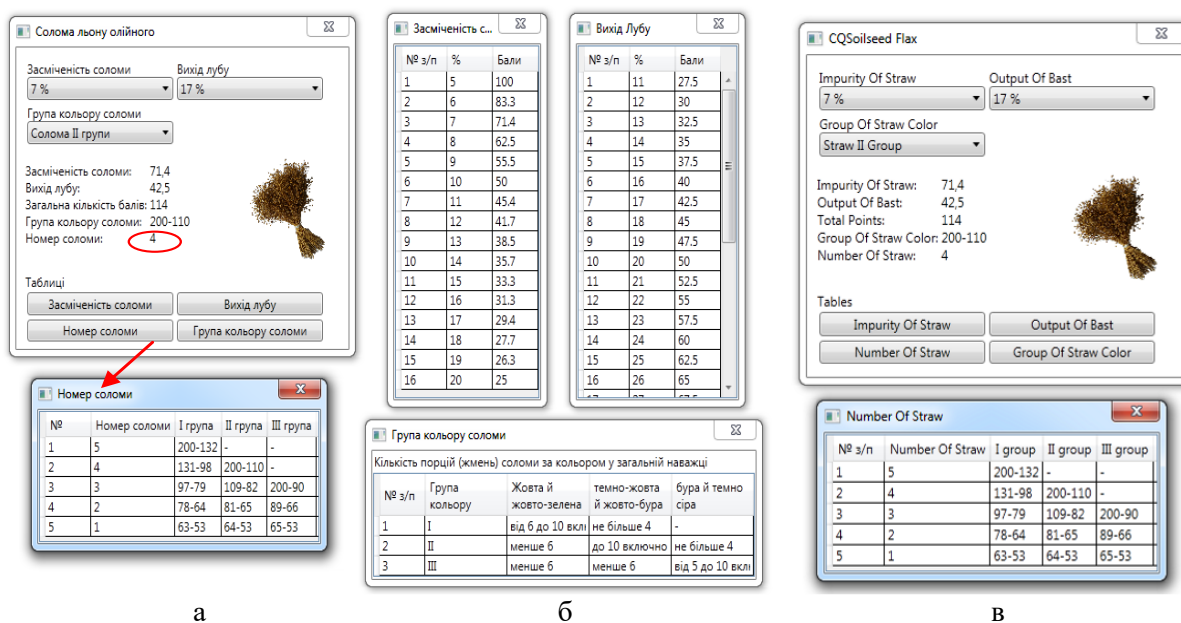 Солома льону олійного
Засміченість соломи Вихід лубу
7 % 17 %
Група кольору соломи
Солома II групи
Засміченість соломи: 71,4
Вихід лубу: 42,5
Загальна кількість балів: 114
Група кольору соломи: 200-110
Номер соломи: 4
Таблиці
Засміченість соломи Вихід лубу
Номер соломи Група кольору соломи
Номер соломи
№ Номер соломи I група II група III група
1 5 200-132 - -
2 4 131-98 200-110 -
3 3 97-79 109-82 200-90
4 2 78-64 81-65 89-66
5 1 63-53 64-53 65-53
а
Засміченість с...
№ з/п % Бали
1 5 100
2 6 83.3
3 7 71.4
4 8 62.5
5 9 55.5
6 10 50
7 11 45.4
8 12 41.7
9 13 38.5
10 14 35.7
11 15 33.3
12 16 31.3
13 17 29.4
14 18 27.7
15 19 26.3
16 20 25
Вихід Лубу
№ з/п % Бали
1 11 27.5
2 12 30
3 13 32.5
4 14 35
5 15 37.5
6 16 40
7 17 42.5
8 18 45
9 19 47.5
10 20 50
11 21 52.5
12 22 55
13 23 57.5
14 24 60
15 25 62.5
16 26 65
Група кольору соломи
Кількість порцій (жмень) соломи за кольором у загальній наважці
№ з/п Група Жовта й темно-жовта бура й темно
кольору жовто-зелена й жовто-бура сіра
1 I від 6 до 10 вкл не більше 4 -
2 II менше 6 до 10 включно не більше 4
3 III менше 6 менше 6 від 5 до 10 вкл
б
CQSoilseed Flax
Impurity Of Straw Output Of Bast
7 % 17 %
Group Of Straw Color
Straw II Group
Impurity Of Straw: 71,4
Output Of Bast: 42,5
Total Points: 114
Group Of Straw Color: 200-110
Number Of Straw: 4
Tables
Impurity Of Straw Output Of Bast
Number Of Straw Group Of Straw Color
Number Of Straw
№ з/п Number Of Straw I group II group III group
1 5 200-132 - -
2 4 131-98 200-110 -
3 3 97-79 109-82 200-90
4 2 78-64 81-65 89-66
5 1 63-53 64-53 65-53
в